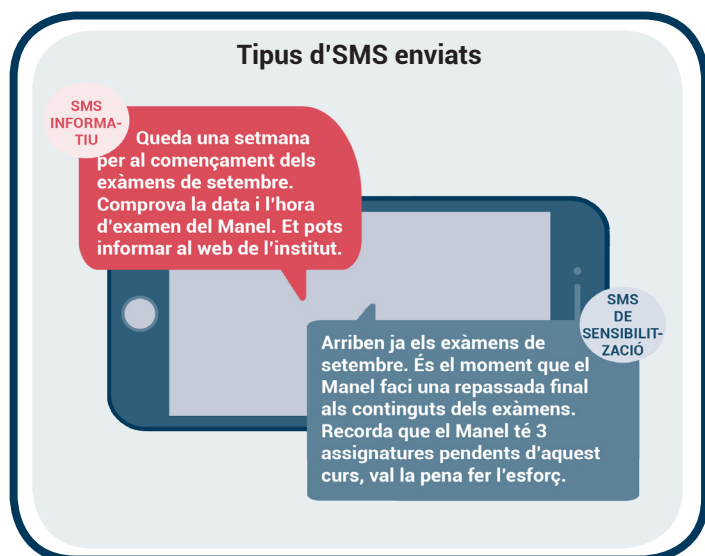 Tipus d'SMS enviats
SMS
INFORMA-
TIU
Queda una setmana
per al començament dels
exàmens de setembre.
Comprova la data i l'hora
d'examen del Manel. Et pots
informar al web de l'institut.
SMS
DE
SENSIBILIT-
ZACIÓ
Arriben ja els exàmens de
setembre. És el moment que el
Manel faci una repassada final
als continguts dels exàmens.
Recorda que el Manel té 3
assignatures pendents d'aquest
curs, val la pena fer l'esforç.